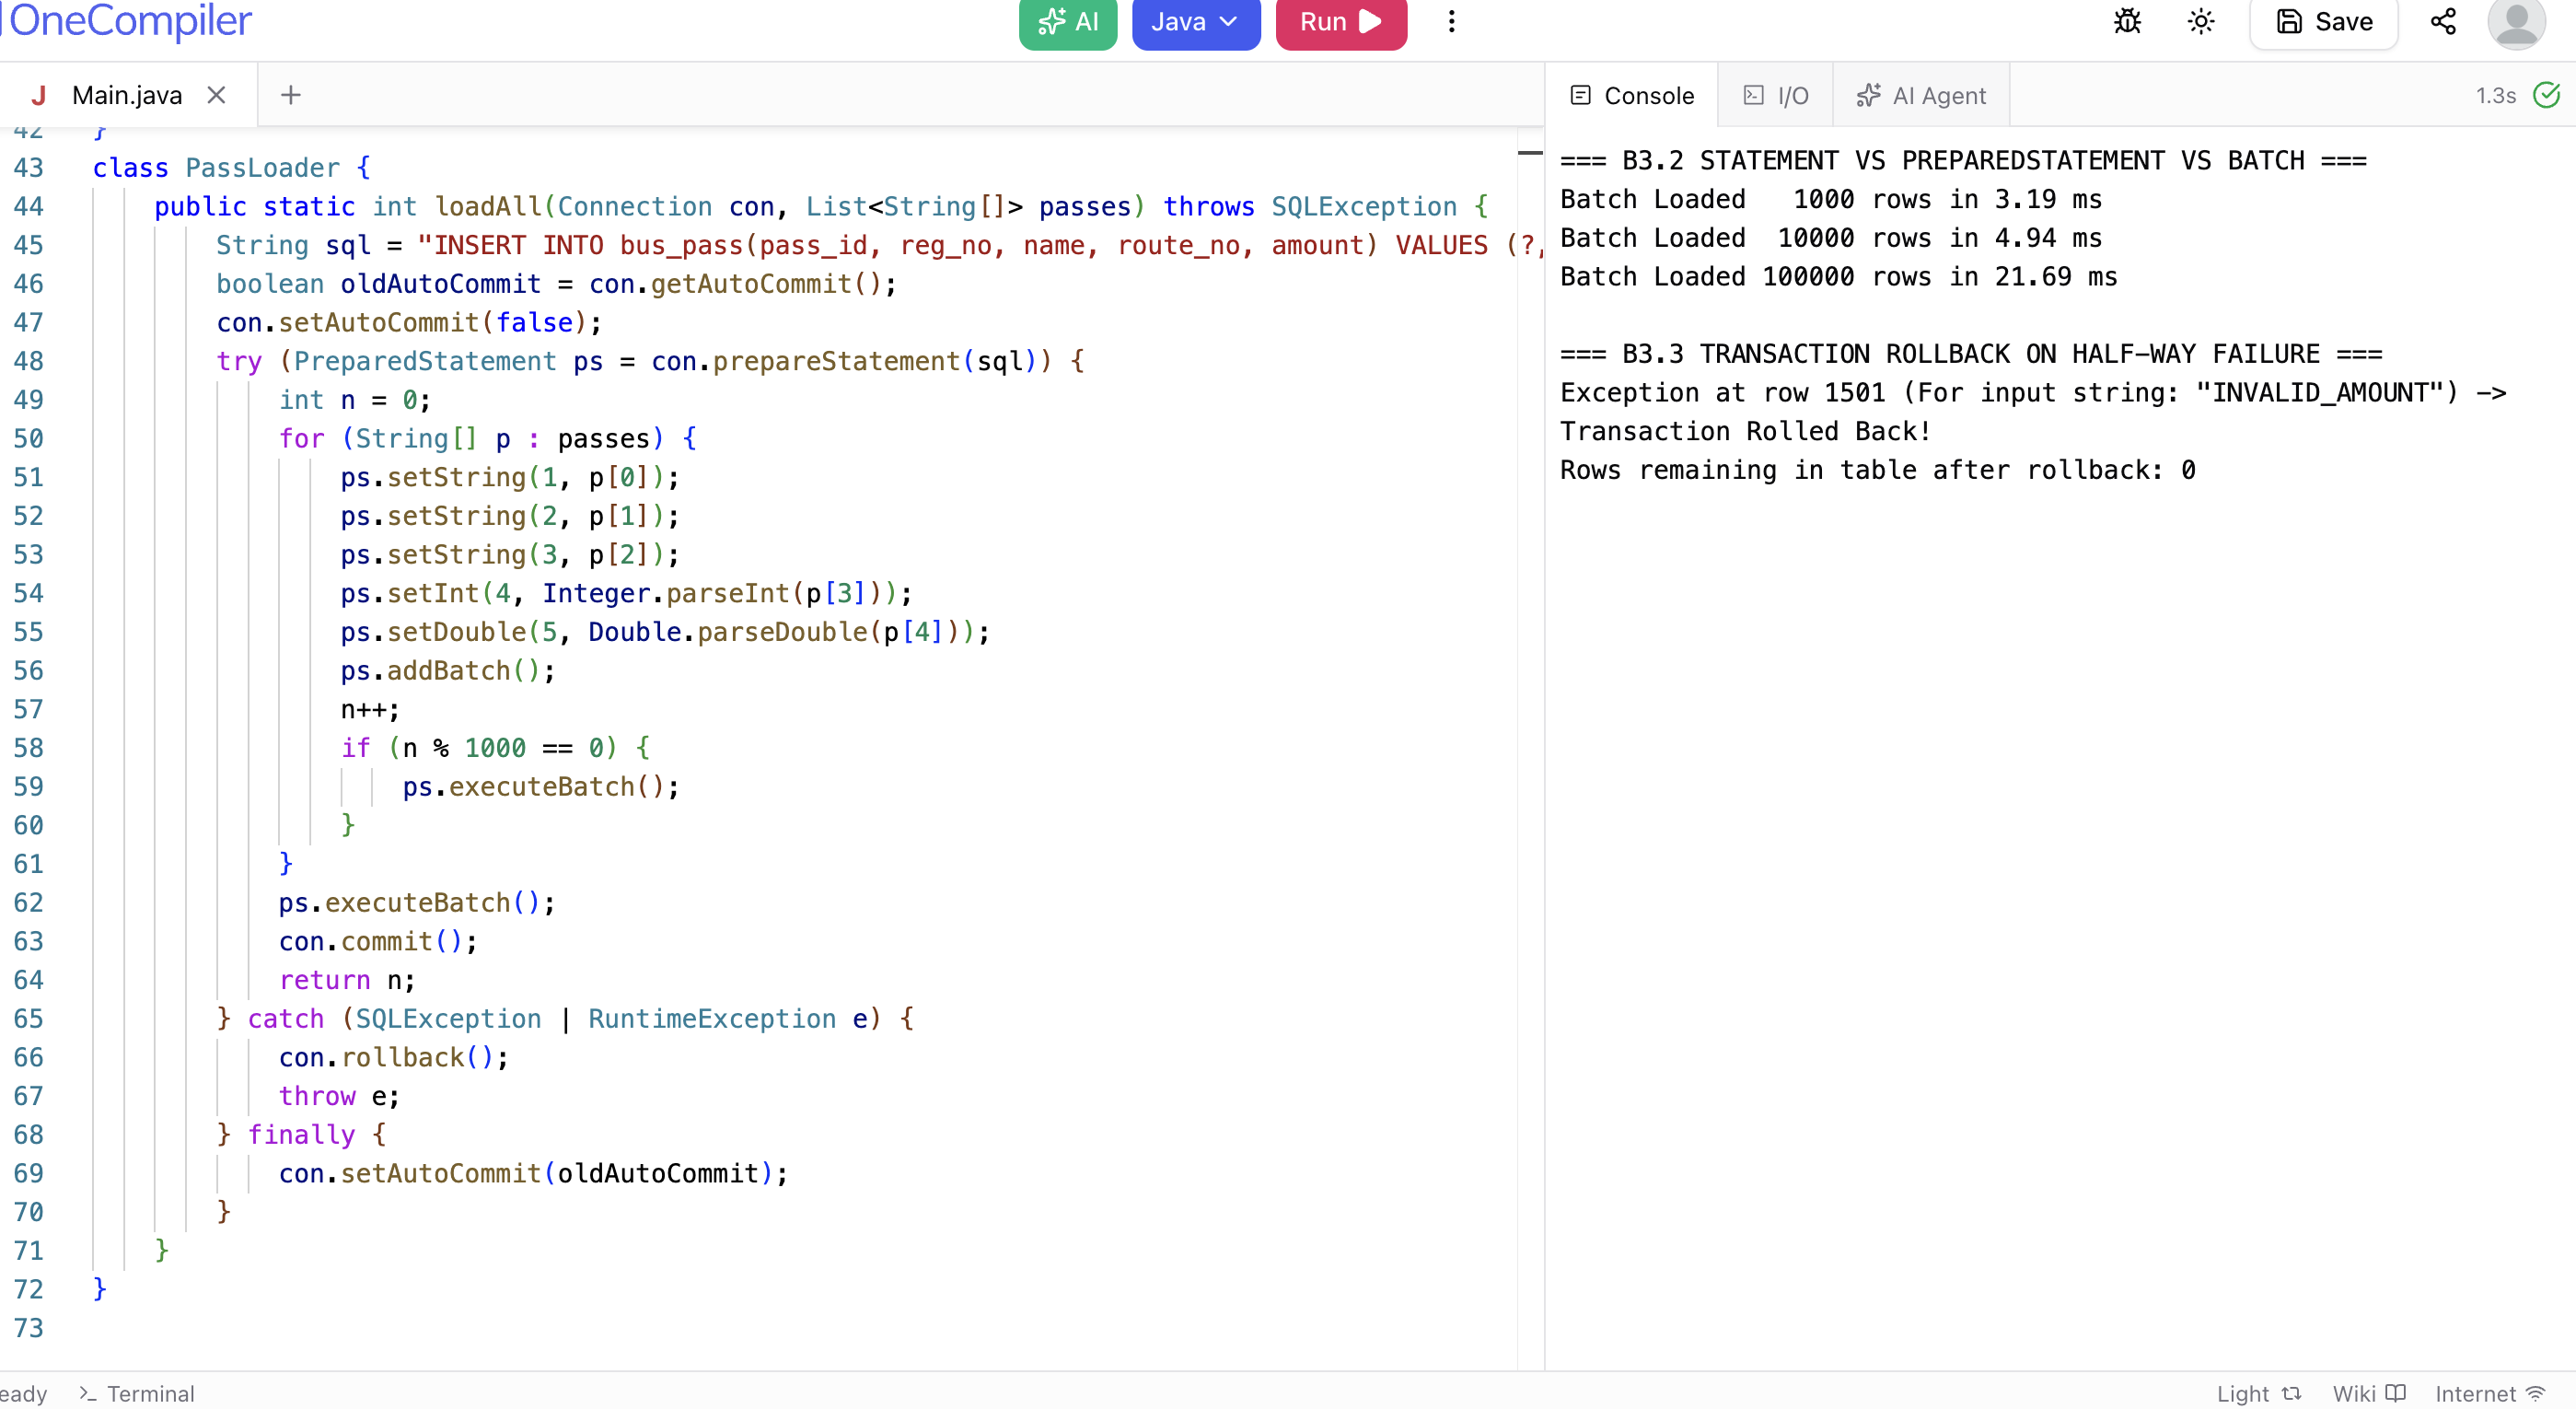 OneCompiler
AI
Java
Run
Save
J Main.java
Console
I/O
AI Agent
1.3s
42 }
43 class PassLoader {
44 public static int loadAll(Connection con, List<String[]> passes) throws SQLException {
45 String sql = "INSERT INTO bus_pass(pass_id, reg_no, name, route_no, amount) VALUES (?,
46 boolean oldAutoCommit = con.getAutoCommit();
47 con.setAutoCommit(false);
48 try (PreparedStatement ps = con.prepareStatement(sql)) {
49 int n = 0;
50 for (String[] p : passes) {
51 ps.setString(1, p[0]);
52 ps.setString(2, p[1]);
53 ps.setString(3, p[2]);
54 ps.setInt(4, Integer.parseInt(p[3]));
55 ps.setDouble(5, Double.parseDouble(p[4]));
56 ps.addBatch();
57 n++;
58 if (n % 1000 == 0) {
59 ps.executeBatch();
60 }
61 }
62 ps.executeBatch();
63 con.commit();
64 return n;
65 } catch (SQLException | RuntimeException e) {
66 con.rollback();
67 throw e;
68 } finally {
69 con.setAutoCommit(oldAutoCommit);
70 }
71 }
72 }
73
=== B3.2 STATEMENT VS PREPAREDSTATEMENT VS BATCH ===
Batch Loaded   1000 rows in 3.19 ms
Batch Loaded  10000 rows in 4.94 ms
Batch Loaded 100000 rows in 21.69 ms
=== B3.3 TRANSACTION ROLLBACK ON HALF-WAY FAILURE ===
Exception at row 1501 (For input string: "INVALID_AMOUNT") ->
Transaction Rolled Back!
Rows remaining in table after rollback: 0
eady
Terminal
Light
Wiki
Internet